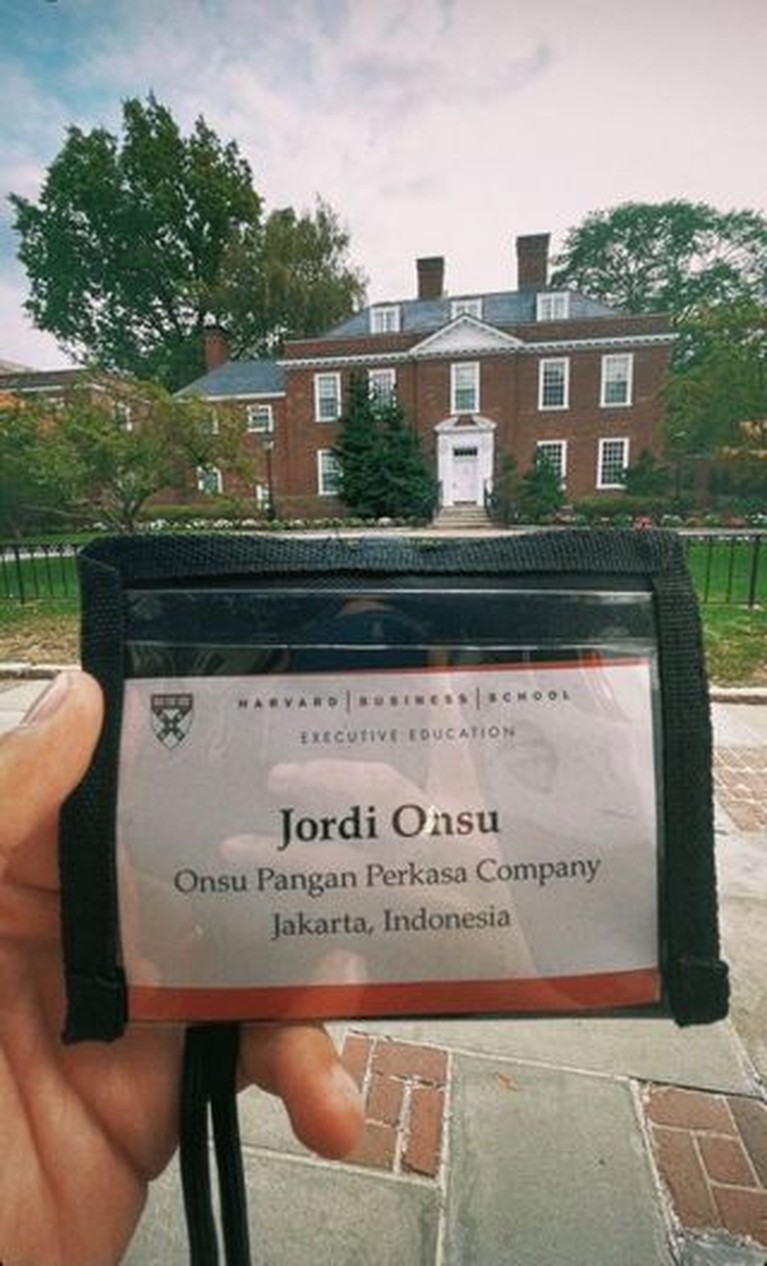 HARVARD | BUSINESS | SCHOOL
EXECUTIVE EDUCATION
Jordi Onsu
Onsu Pangan Perkasa Company
Jakarta, Indonesia